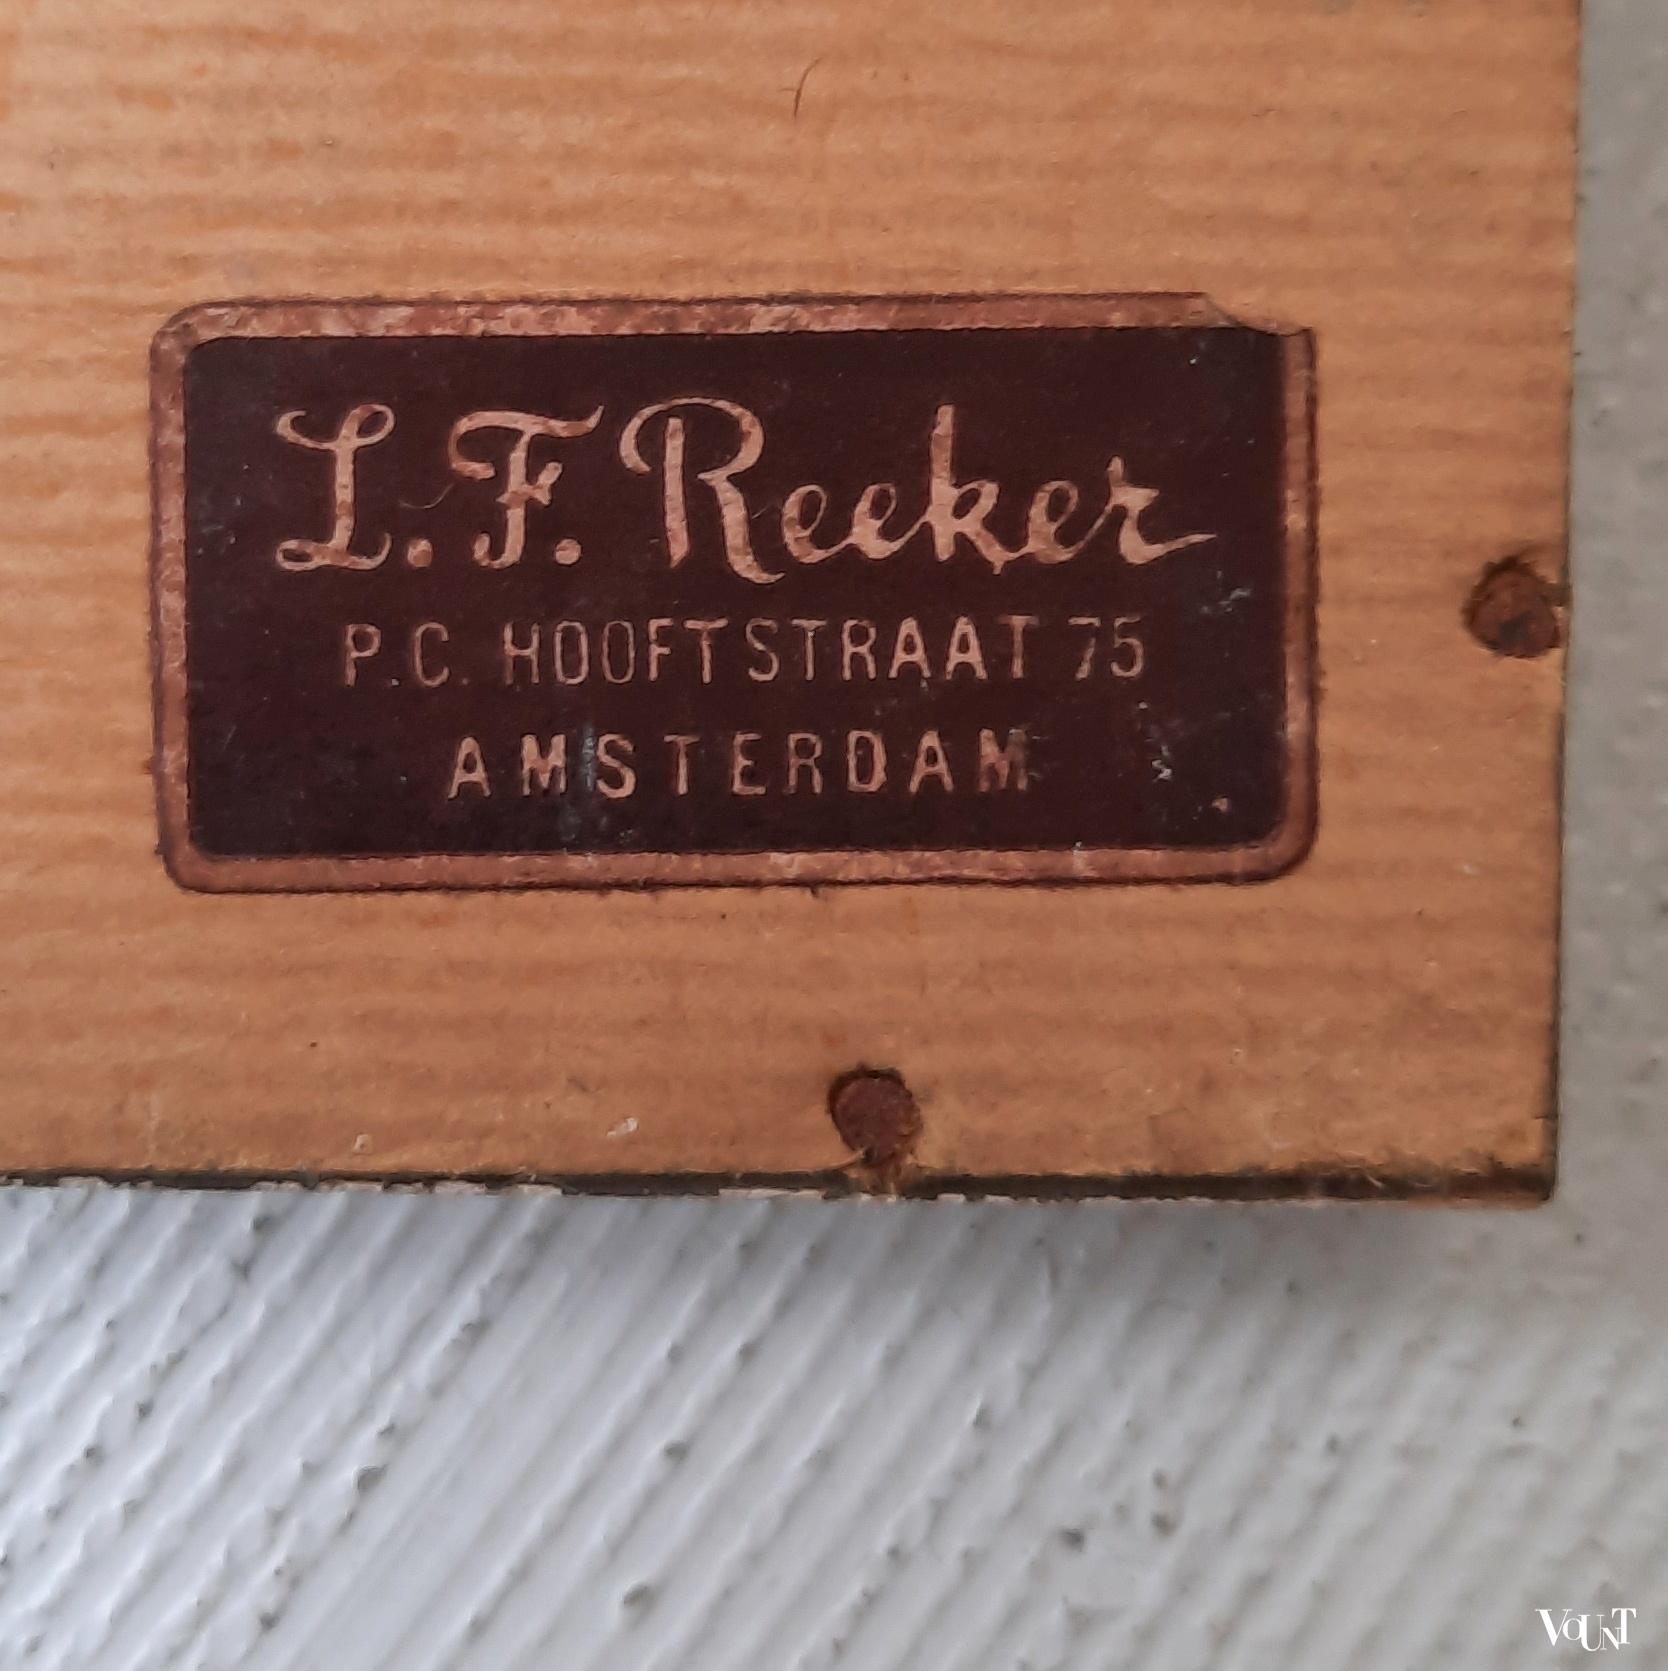 L. F. Reeker
P.C. HOOFTSTRAAT 75
AMSTERDAM
VOUNT